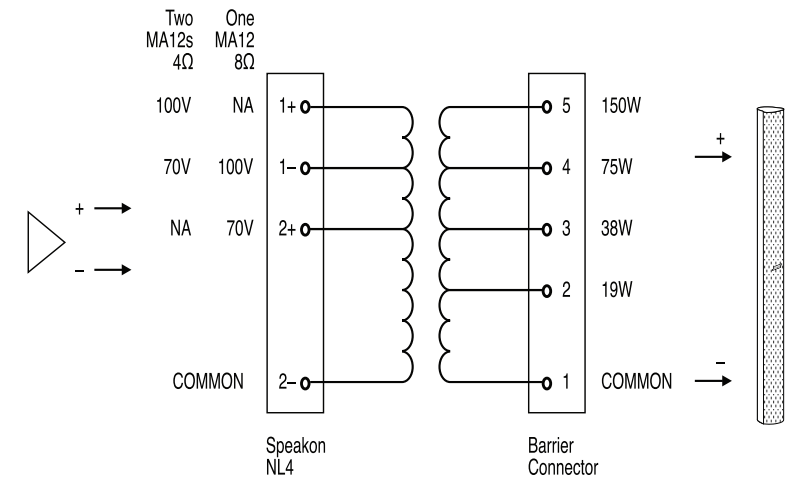 Two One
MA12s MA12
4Ω 8Ω
100V NA 1+ 5 150W
+
70V 100V 1– 4 75W
+
NA 70V 2+ 3 38W
– 2 19W
–
COMMON 2– 1 COMMON
Speakon Barrier
NL4 Connector